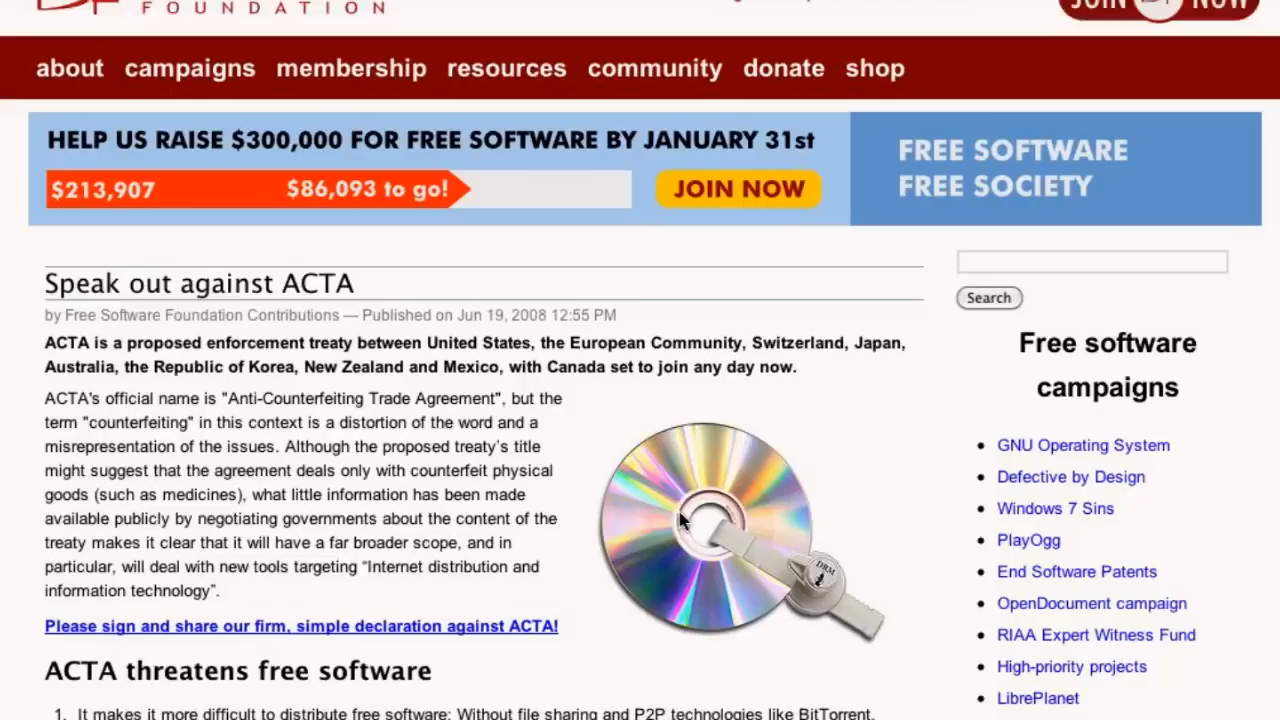 FOUNDATION
JOIN NOW
about campaigns membership resources community donate shop
HELP US RAISE $300,000 FOR FREE SOFTWARE BY JANUARY 31st
$213,907 $86,093 to go! JOIN NOW
FREE SOFTWARE
FREE SOCIETY
Speak out against ACTA
by Free Software Foundation Contributions — Published on Jun 19, 2008 12:55 PM
ACTA is a proposed enforcement treaty between United States, the European Community, Switzerland, Japan,
Australia, the Republic of Korea, New Zealand and Mexico, with Canada set to join any day now.
ACTA's official name is "Anti-Counterfeiting Trade Agreement", but the
term "counterfeiting" in this context is a distortion of the word and a
misrepresentation of the issues. Although the proposed treaty’s title
might suggest that the agreement deals only with counterfeit physical
goods (such as medicines), what little information has been made
available publicly by negotiating governments about the content of the
treaty makes it clear that it will have a far broader scope, and in
particular, will deal with new tools targeting “Internet distribution and
information technology”.
DRM
Please sign and share our firm, simple declaration against ACTA!
ACTA threatens free software
1. It makes it more difficult to distribute free software: Without file sharing and P2P technologies like BitTorrent,
Search
Free software
campaigns
GNU Operating System
Defective by Design
Windows 7 Sins
PlayOgg
End Software Patents
OpenDocument campaign
RIAA Expert Witness Fund
High-priority projects
LibrePlanet